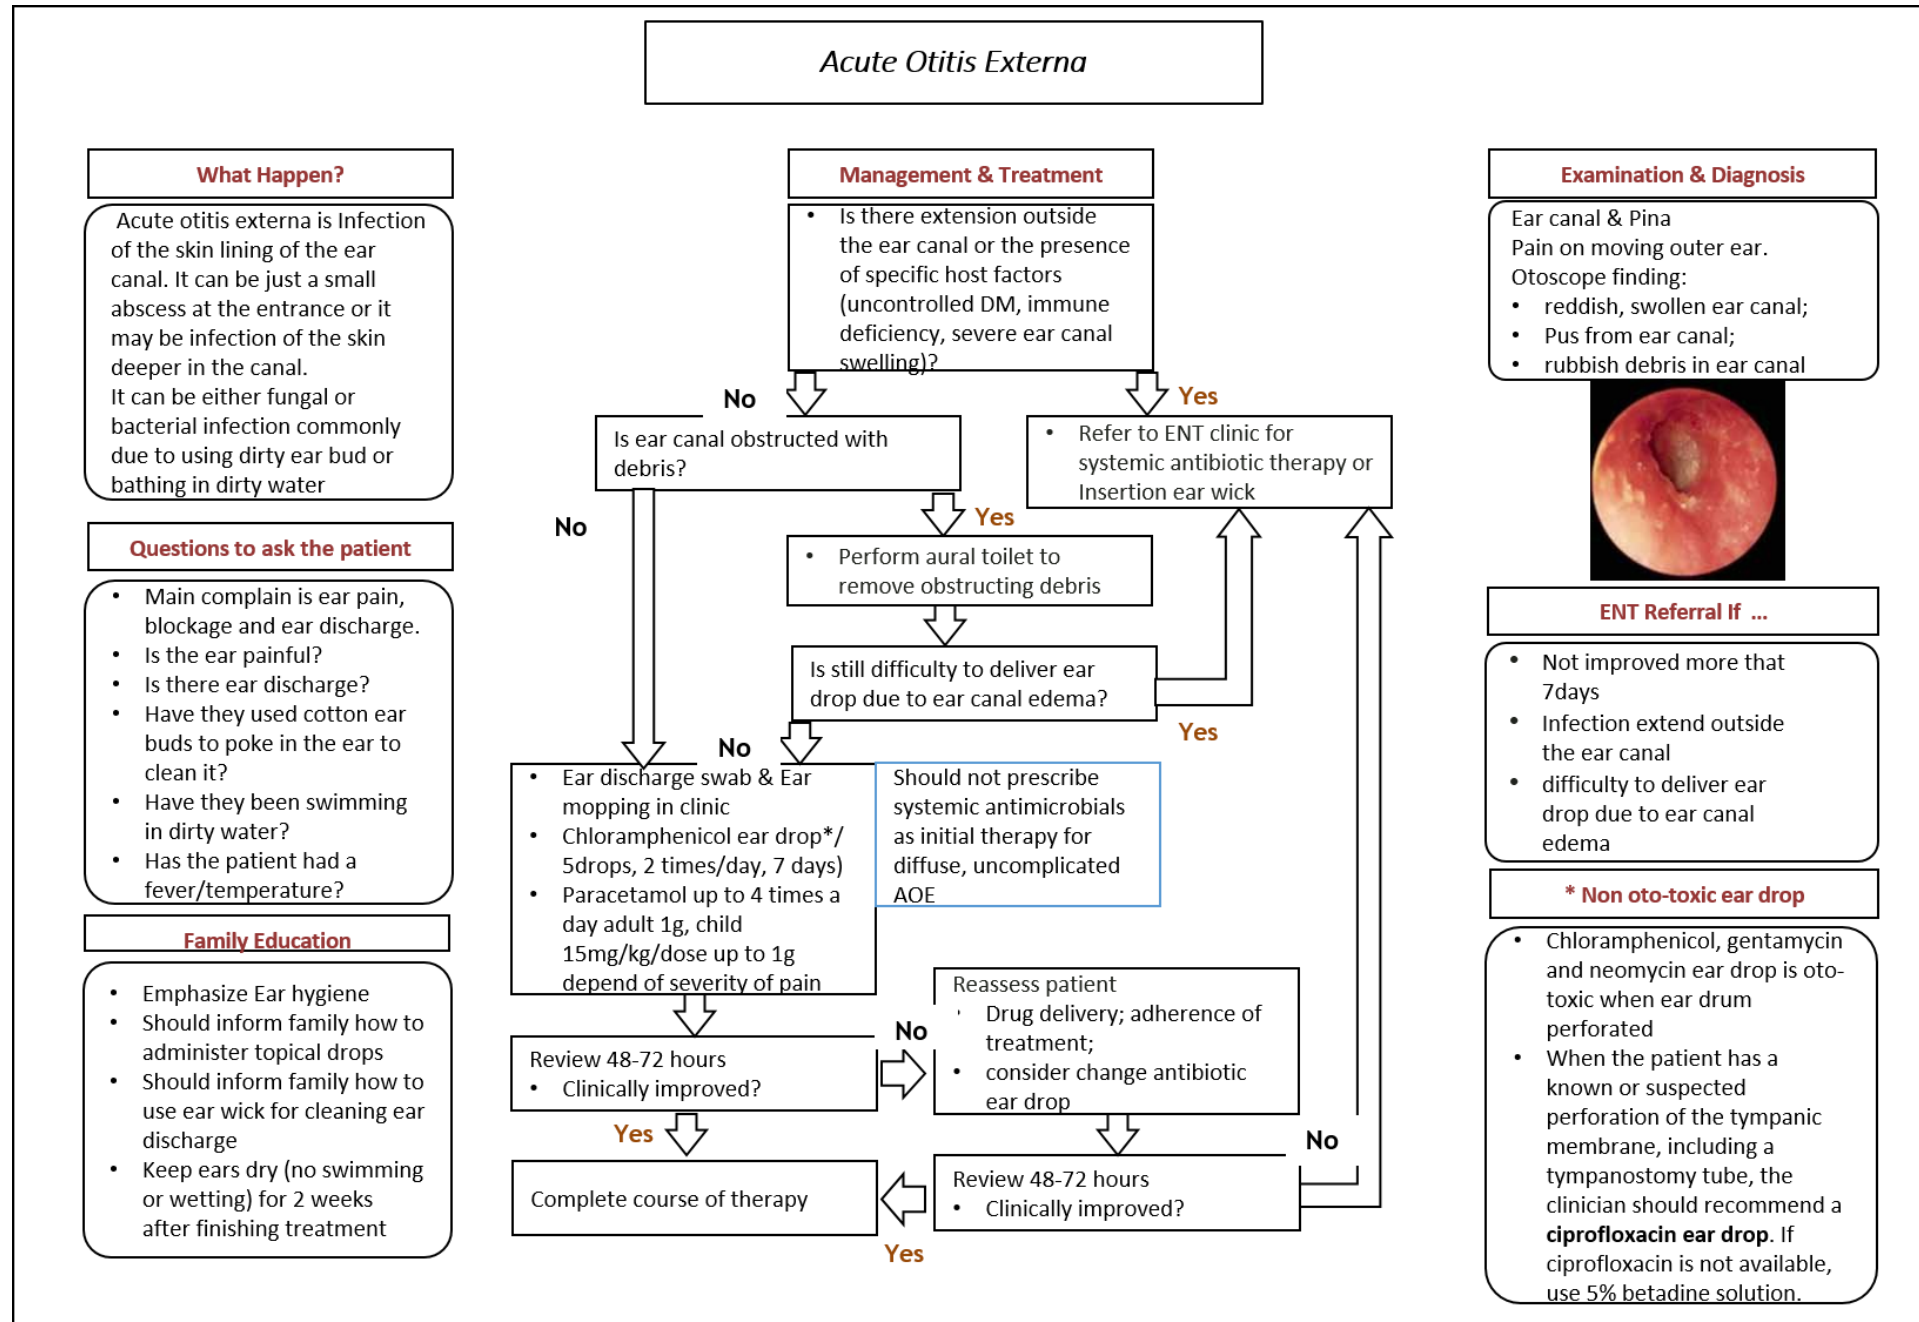 Acute Otitis Externa
What Happen?
Acute otitis externa is Infection
of the skin lining of the ear
canal. It can be just a small
abscess at the entrance or it
may be infection of the skin
deeper in the canal.
It can be either fungal or
bacterial infection commonly
due to using dirty ear bud or
bathing in dirty water
Questions to ask the patient
• Main complain is ear pain,
blockage and ear discharge.
• Is the ear painful?
• Is there ear discharge?
• Have they used cotton ear
buds to poke in the ear to
clean it?
• Have they been swimming
in dirty water?
• Has the patient had a
fever/temperature?
Family Education
• Emphasize Ear hygiene
• Should inform family how to
administer topical drops
• Should inform family how to
use ear wick for cleaning ear
discharge
• Keep ears dry (no swimming
or wetting) for 2 weeks
after finishing treatment
Management & Treatment
• Is there extension outside
the ear canal or the presence
of specific host factors
(uncontrolled DM, immune
deficiency, severe ear canal
swelling)?
No
Yes
Is ear canal obstructed with
debris?
• Refer to ENT clinic for
systemic antibiotic therapy or
Insertion ear wick
No
Yes
• Perform aural toilet to
remove obstructing debris
Is still difficulty to deliver ear
drop due to ear canal edema?
Yes
No
• Ear discharge swab & Ear
mopping in clinic
• Chloramphenicol ear drop*/
5drops, 2 times/day, 7 days)
• Paracetamol up to 4 times a
day adult 1g, child
15mg/kg/dose up to 1g
depend of severity of pain
Should not prescribe
systemic antimicrobials
as initial therapy for
diffuse, uncomplicated
AOE
Review 48-72 hours
• Clinically improved?
No
Reassess patient
• Drug delivery; adherence of
treatment;
• consider change antibiotic
ear drop
Yes
No
Complete course of therapy
Review 48-72 hours
• Clinically improved?
Yes
Examination & Diagnosis
Ear canal & Pina
Pain on moving outer ear.
Otoscope finding:
• reddish, swollen ear canal;
• Pus from ear canal;
• rubbish debris in ear canal
ENT Referral If ...
• Not improved more that
7days
• Infection extend outside
the ear canal
• difficulty to deliver ear
drop due to ear canal
edema
* Non oto-toxic ear drop
• Chloramphenicol, gentamycin
and neomycin ear drop is oto-
toxic when ear drum
perforated
• When the patient has a
known or suspected
perforation of the tympanic
membrane, including a
tympanostomy tube, the
clinician should recommend a
ciprofloxacin ear drop. If
ciprofloxacin is not available,
use 5% betadine solution.